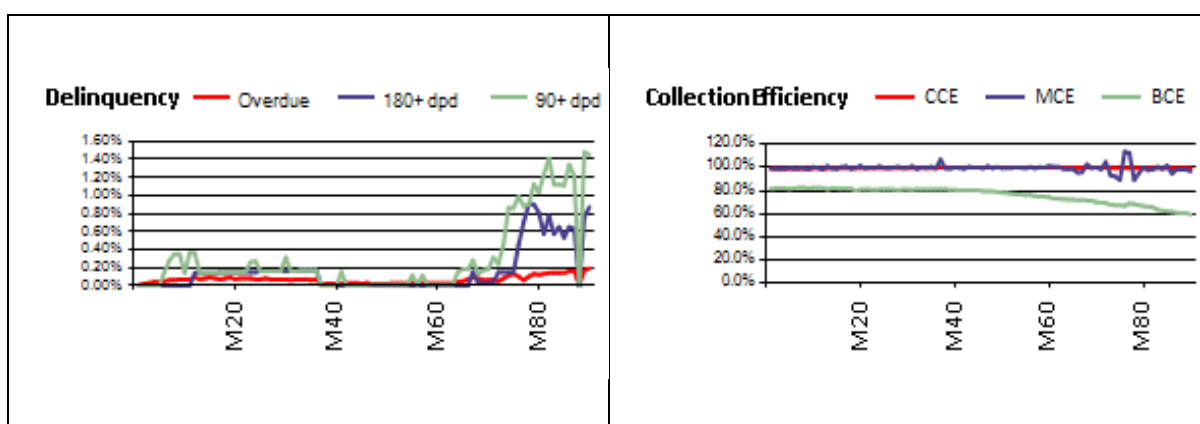 Delinquency Overdue 180+ dpd 90+ dpd
1.60%
1.40%
1.20%
1.00%
0.80%
0.60%
0.40%
0.20%
0.00%
M20
M40
M60
M80
Collection Efficiency CCE MCE BCE
120.0%
100.0%
80.0%
60.0%
40.0%
20.0%
0.0%
M20
M40
M60
M80